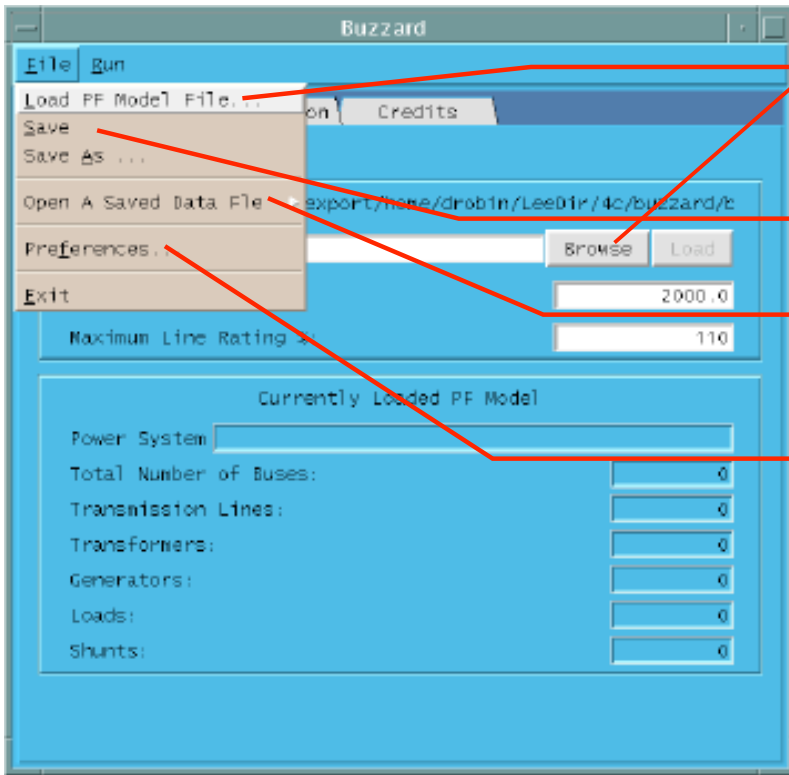 Buzzard
File Run
Load PF Model File...
on Credits
Save
Save As ...
Open A Saved Data Fle export/home/drobin/LeeDir/4c/buzzard/b
Preferences.. Browse Load
Exit 2000.0
Maximum Line Rating %: 110
Currently Loaded PF Model
Power System
Total Number of Buses: 0
Transmission Lines: 0
Transformers: 0
Generators: 0
Loads: 0
Shunts: 0